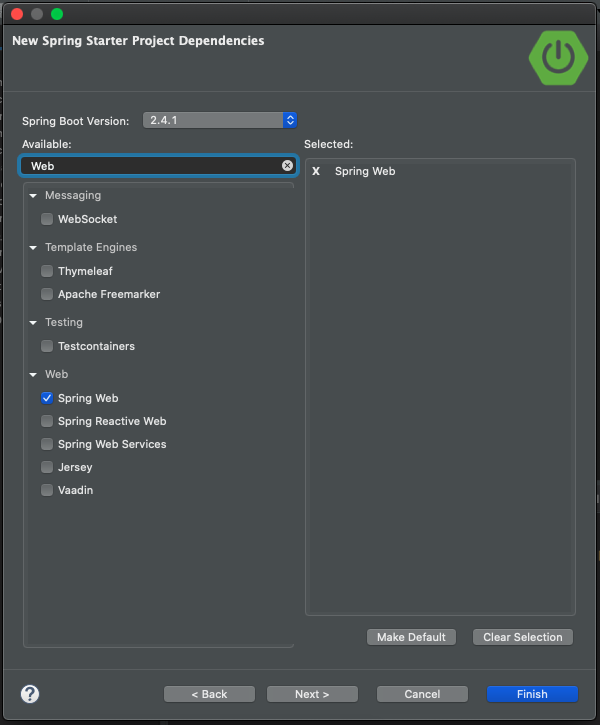 New Spring Starter Project Dependencies
Spring Boot Version: 2.4.1
Available:
Web
Messaging
WebSocket
Template Engines
Thymeleaf
Apache Freemarker
Testing
Testcontainers
Web
Spring Web
Spring Reactive Web
Spring Web Services
Jersey
Vaadin
Selected:
X Spring Web
Make Default Clear Selection
? < Back Next > Cancel Finish